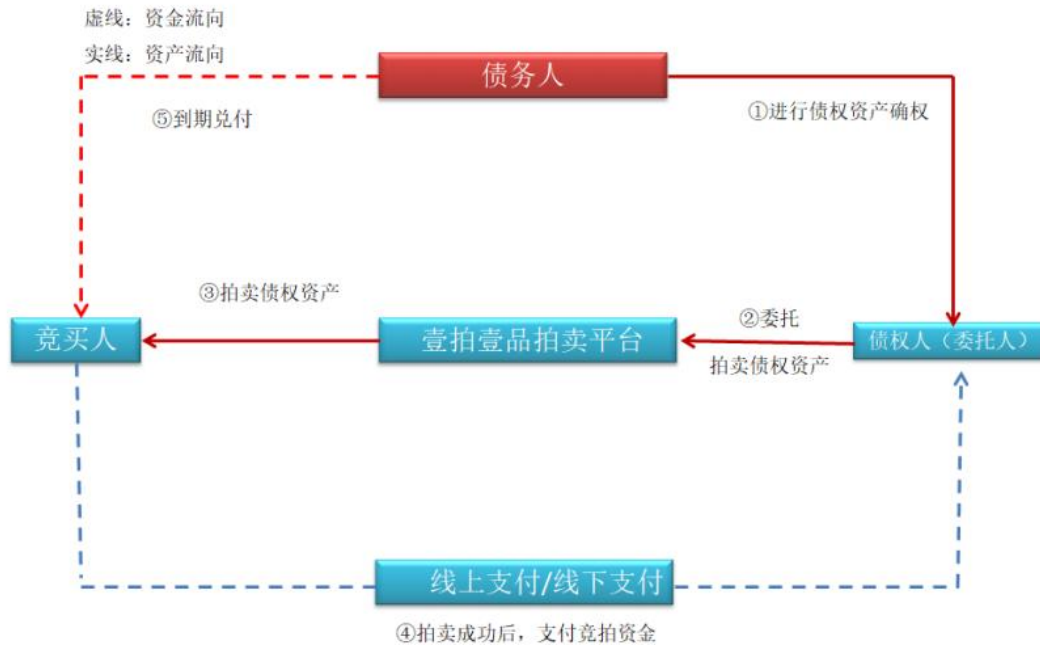 虚线：资金流向
实线：资产流向
债务人
①进行债权资产确权
⑤到期兑付
③拍卖债权资产
②委托
竞买人
壹拍壹品拍卖平台
债权人（委托人）
拍卖债权资产
线上支付/线下支付
④拍卖成功后，支付竞拍资金